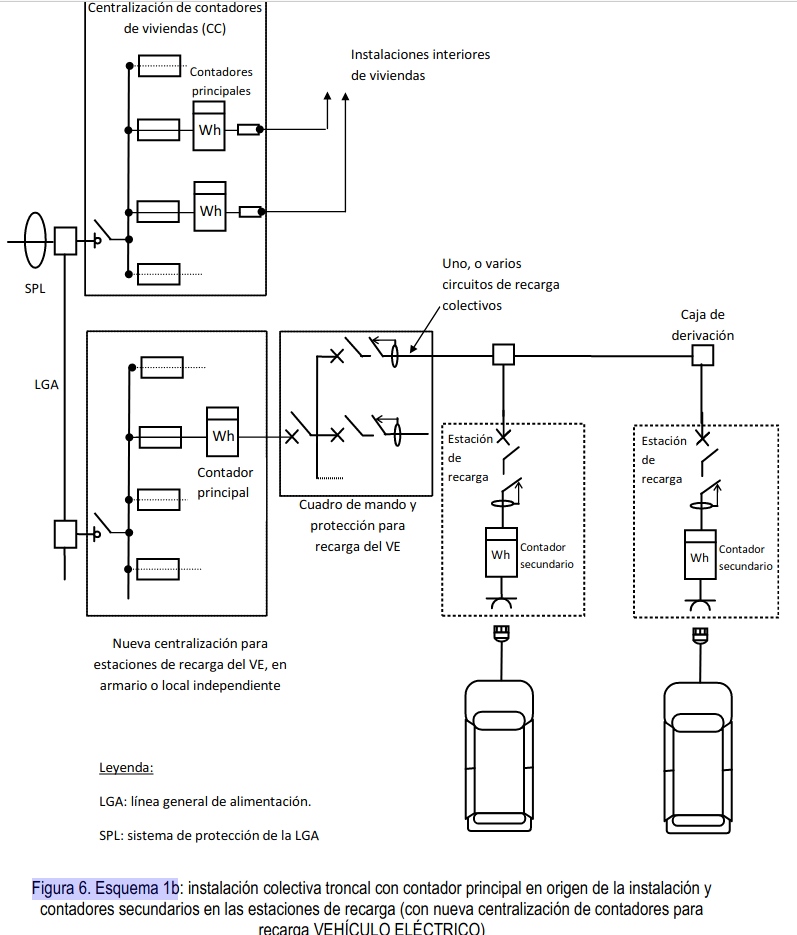 Centralización de contadores
de viviendas (CC)
Contadores
principales
Wh
Wh
Instalaciones interiores
de viviendas
SPL
Uno, o varios
circuitos de recarga
colectivos
Caja de
derivación
LGA
Wh
Contador
principal
Cuadro de mando y
protección para
recarga del VE
Estación
de
recarga
Wh
Contador
secundario
Estación
de
recarga
Wh
Contador
secundario
Nueva centralización para
estaciones de recarga del VE, en
armario o local independiente
Leyenda:
LGA: línea general de alimentación.
SPL: sistema de protección de la LGA
Figura 6. Esquema 1b: instalación colectiva troncal con contador principal en origen de la instalación y
contadores secundarios en las estaciones de recarga (con nueva centralización de contadores para
recarga VEHÍCULO ELÉCTRICO)